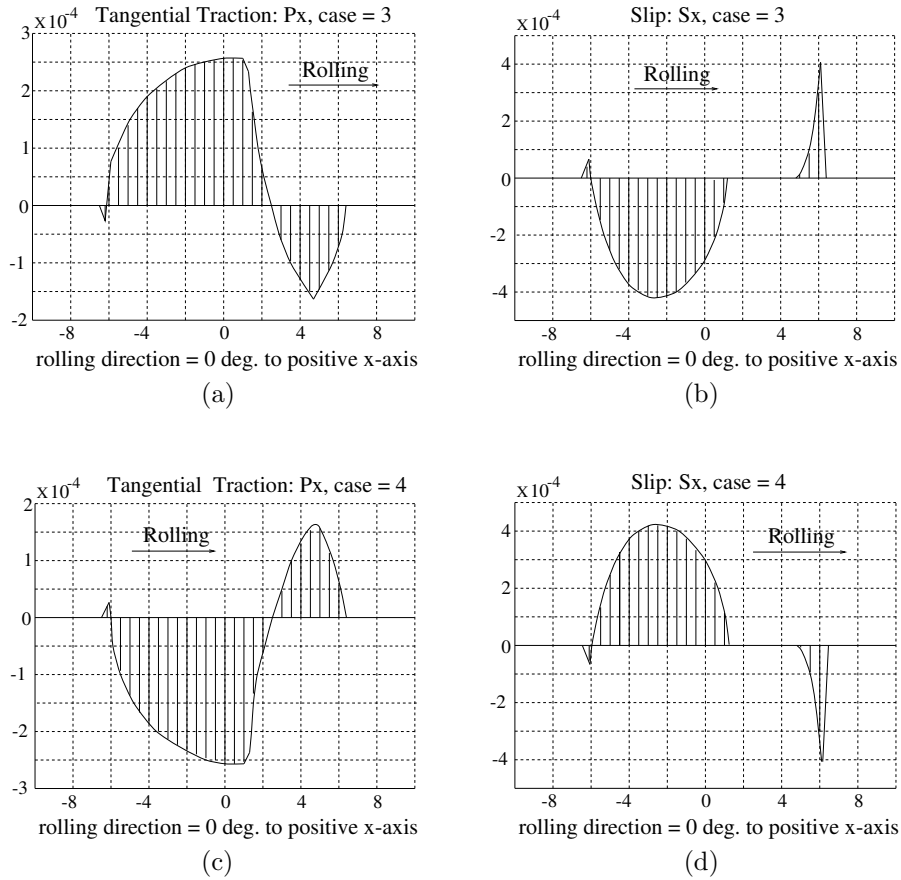 X10-4 Tangential Traction: Px, case = 3
3
Rolling
2
1
0
-1
-2
-8 -4 0 4 8
rolling direction = 0 deg. to positive x-axis
(a)
X10-4 Slip: Sx, case = 3
4
Rolling
2
0
-2
-4
-8 -4 0 4 8
rolling direction = 0 deg. to positive x-axis
(b)
X10-4 Tangential Traction: Px, case = 4
2
Rolling
1
0
-1
-2
-3
-8 -4 0 4 8
rolling direction = 0 deg. to positive x-axis
(c)
X10-4 Slip: Sx, case = 4
4
Rolling
2
0
-2
-4
-8 -4 0 4 8
rolling direction = 0 deg. to positive x-axis
(d)